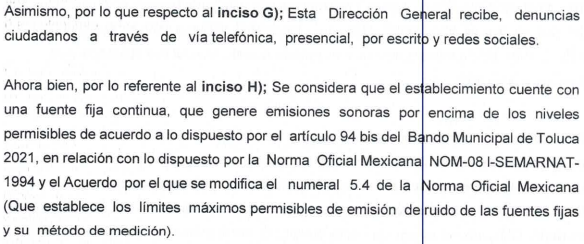 Asimismo, por lo que respecto al inciso G); Esta Dirección General recibe, denuncias
ciudadanos a través de vía telefónica, presencial, por escrito y redes sociales.
Ahora bien, por lo referente al inciso H); Se considera que el establecimiento cuente con
una fuente fija continua, que genere emisiones sonoras por encima de los niveles
permisibles de acuerdo a lo dispuesto por el artículo 94 bis del Bando Municipal de Toluca
2021, en relación con lo dispuesto por la Norma Oficial Mexicana NOM-08 I-SEMARNAT-
1994 y el Acuerdo por el que se modifica el numeral 5.4 de la Norma Oficial Mexicana
(Que establece los límites máximos permisibles de emisión de ruido de las fuentes fijas
y su método de medición).